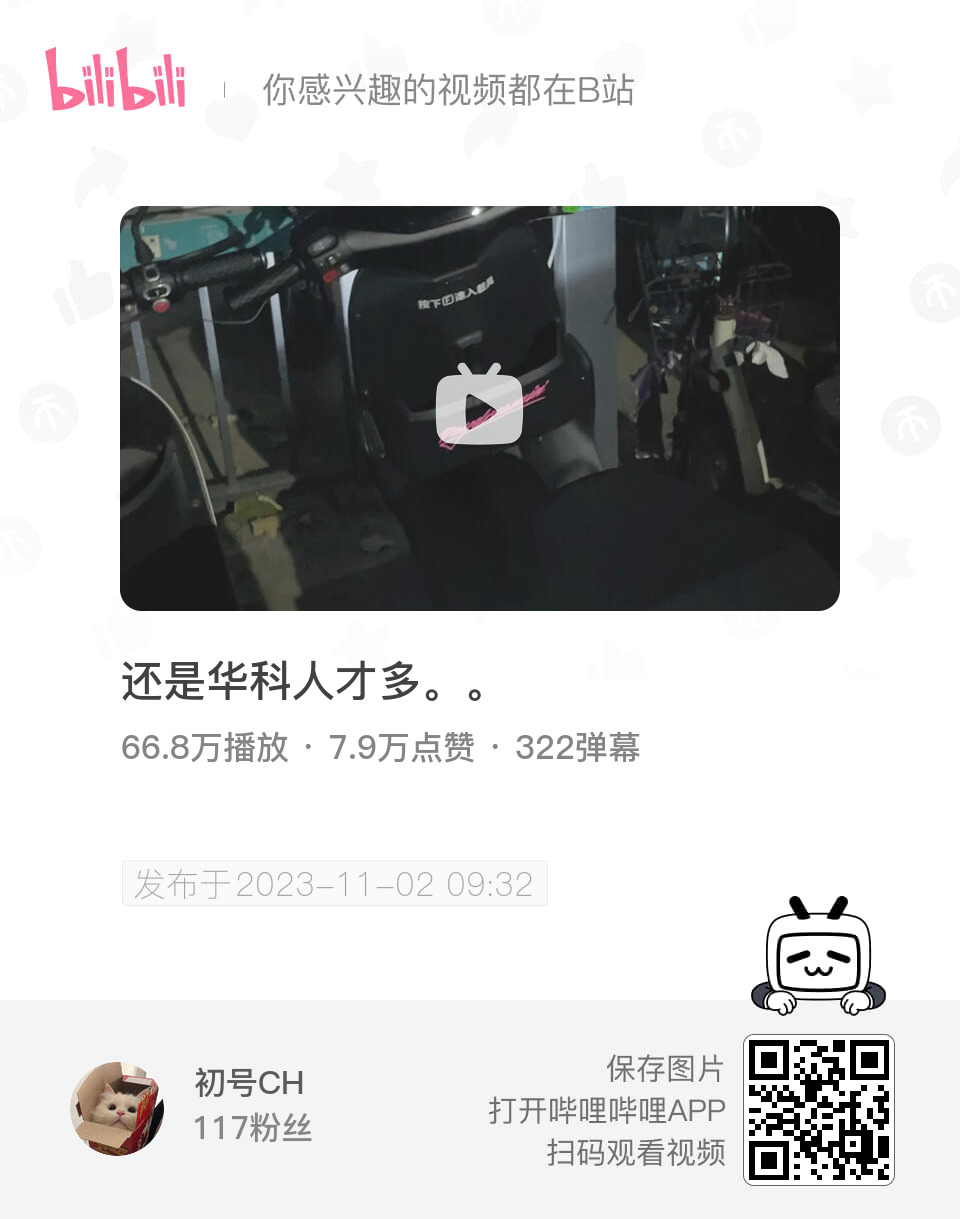 bilibili
你感兴趣的视频都在B站
按下回进入
还是华科人才多。。
66.8万播放 · 7.9万点赞 · 322弹幕
发布于2023-11-02 09:32
初号CH
117粉丝
保存图片
打开哔哩哔哩APP
扫码观看视频